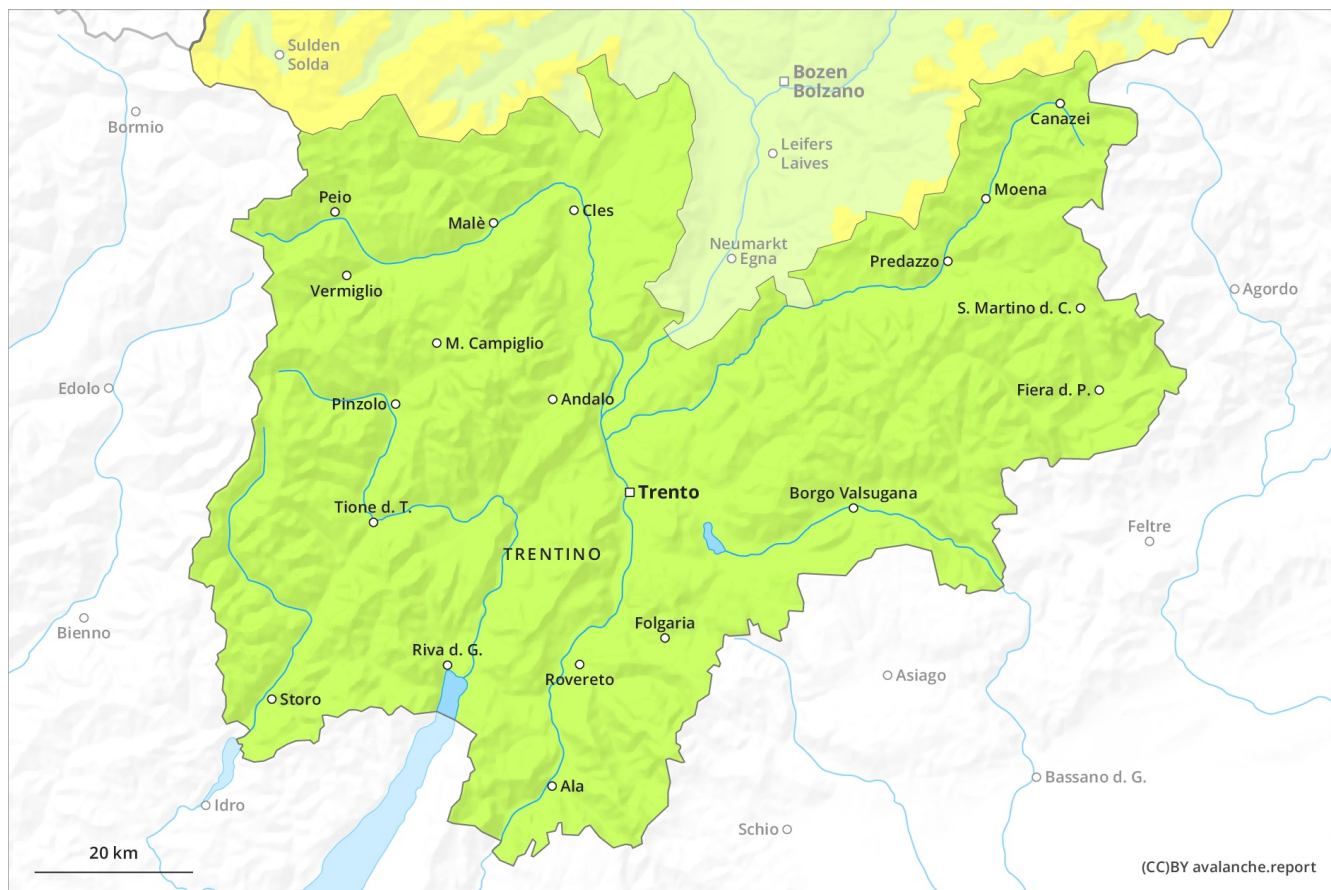 Sulden
Solda
Bozen
Bolzano
Bormio
Canazei
Leifers
Laives
Peio
Malè
Cles
Moena
Neumarkt
Egna
Predazzo
Vermiglio
Agordo
S. Martino d. C.
M. Campiglio
Edolo
Pinzolo
Andalo
Fiera d. P.
Trento
Borgo Valsugana
Tione d. T.
Feltre
TRENTINO
Bienno
Folgaria
Riva d. G.
Rovereto
Asiago
Storo
Bassano d. G.
Ala
Idro
Schio
20 km
(CC)BY avalanche.report